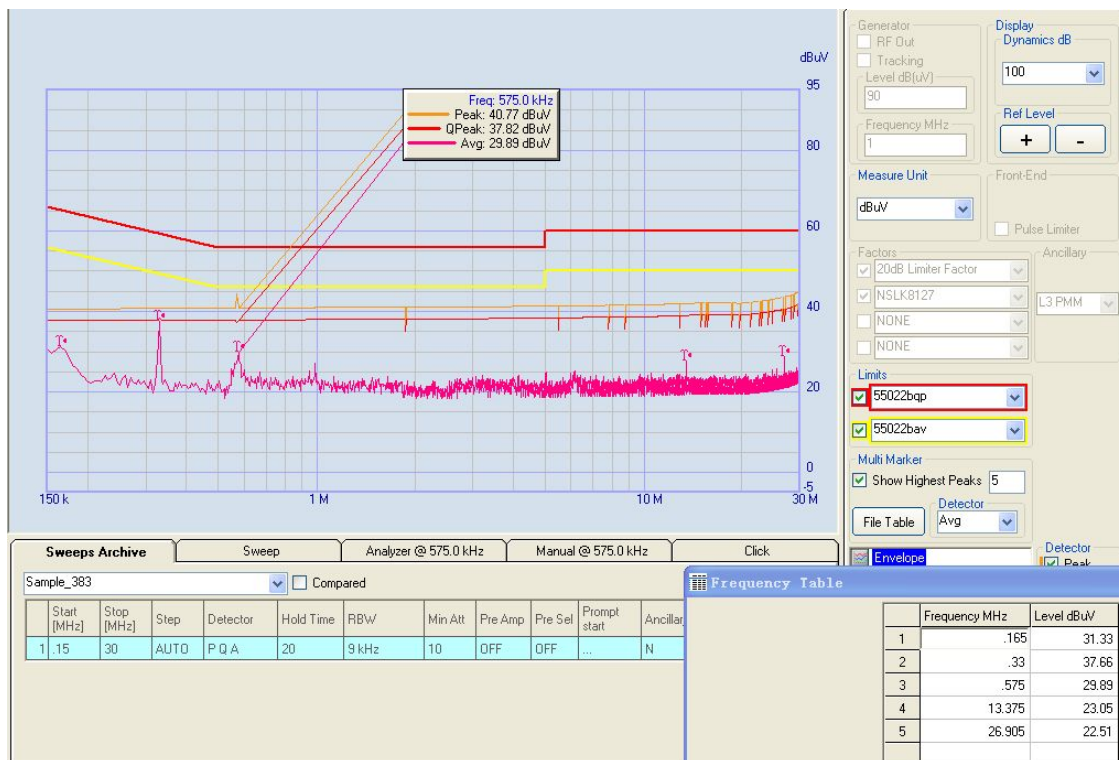 dBuV
95
80
60
40
20
0
-5
150 k
1 M
10 M
30 M
Freq: 575.0 kHz
Peak: 40.77 dBuV
QPeak: 37.82 dBuV
Avg: 29.89 dBuV
Generator
RF Out
Tracking
Level dB(uV)
90
Frequency MHz
1
Display
Dynamics dB
100
Ref Level
+ -
Measure Unit
dBuV
Front-End
Pulse Limiter
Factors
20dB Limiter Factor
NSLK8127
NONE
NONE
Ancillary
L3 PMM
Limits
55022bqp
55022bav
Multi Marker
Show Highest Peaks 5
File Table
Detector
Avg
Envelope
Detector
Peak
Sweeps Archive Sweep Analyzer @ 575.0 kHz Manual @ 575.0 kHz Click
Sample_383 Compared
Start [MHz] Stop [MHz] Step Detector Hold Time RBW Min Att Pre Amp Pre Sel Prompt start Ancillar
1 .15 30 AUTO P Q A 20 9 kHz 10 OFF OFF ... N
Frequency Table
Frequency MHz Level dBuV
1 .165 31.33
2 .33 37.66
3 .575 29.89
4 13.375 23.05
5 26.905 22.51